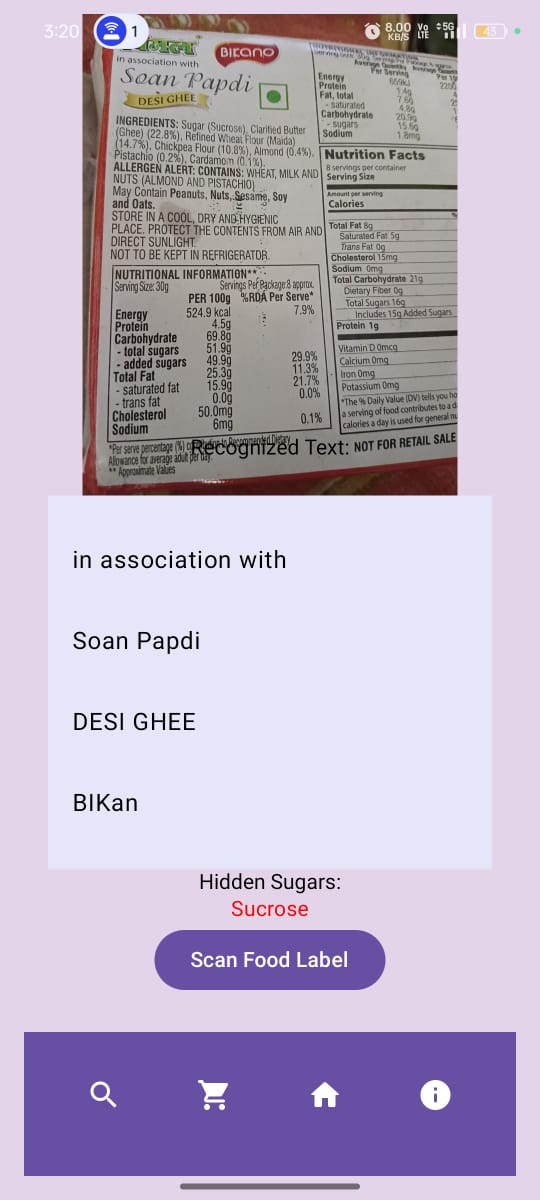 3:20
1
8.00 KB/S
Vo LTE
5G
45
BIKANO
in association with
Soan Papdi
DESI GHEE
INGREDIENTS: Sugar (Sucrose), Clarified Butter
(Ghee) (22.8%), Refined Wheat Flour (Maida)
(14.7%), Chickpea Flour (10.8%), Almond (0.4%),
Pistachio (0.2%), Cardamom (0.1%).
ALLERGEN ALERT: CONTAINS: WHEAT, MILK AND
NUTS (ALMOND AND PISTACHIO)
May Contain Peanuts, Nuts, Sesame, Soy
and Oats.
STORE IN A COOL, DRY AND HYGIENIC
PLACE. PROTECT THE CONTENTS FROM AIR AND
DIRECT SUNLIGHT.
NOT TO BE KEPT IN REFRIGERATOR.
NUTRITIONAL INFORMATION**
Serving Size: 30g Servings Per Package:8 approx.
PER 100g %RDA Per Serve*
Energy 524.9 kcal 7.9%
Protein 4.5g
Carbohydrate 69.8g
- total sugars 51.9g
- added sugars 49.9g 29.9%
Total Fat 25.3g 11.3%
- saturated fat 15.9g 21.7%
- trans fat 0.0g 0.0%
Cholesterol 50.0mg
Sodium 6mg 0.1%
*Per serve percentage (%)
Allowance for average adult per day.
** Approximate Values
Average Quantity
Per Serving
Energy 659kJ
Protein 1.4g
Fat, total 7.6g
- saturated 4.8g
Carbohydrate 20.9g
- sugars 15.6g
Sodium 1.8mg
Nutrition Facts
8 servings per container
Serving Size
Amount per serving
Calories
Total Fat 8g
Saturated Fat 5g
Trans Fat 0g
Cholesterol 15mg
Sodium 0mg
Total Carbohydrate 21g
Dietary Fiber 0g
Total Sugars 16g
Includes 15g Added Sugars
Protein 1g
Vitamin D 0mcg
Calcium 0mg
Iron 0mg
Potassium 0mg
*The % Daily Value (DV) tells you
a serving of food contributes to a
calories a day is used for general
NOT FOR RETAIL SALE
Recognized Text:
in association with
Soan Papdi
DESI GHEE
BIKan
Hidden Sugars:
Sucrose
Scan Food Label